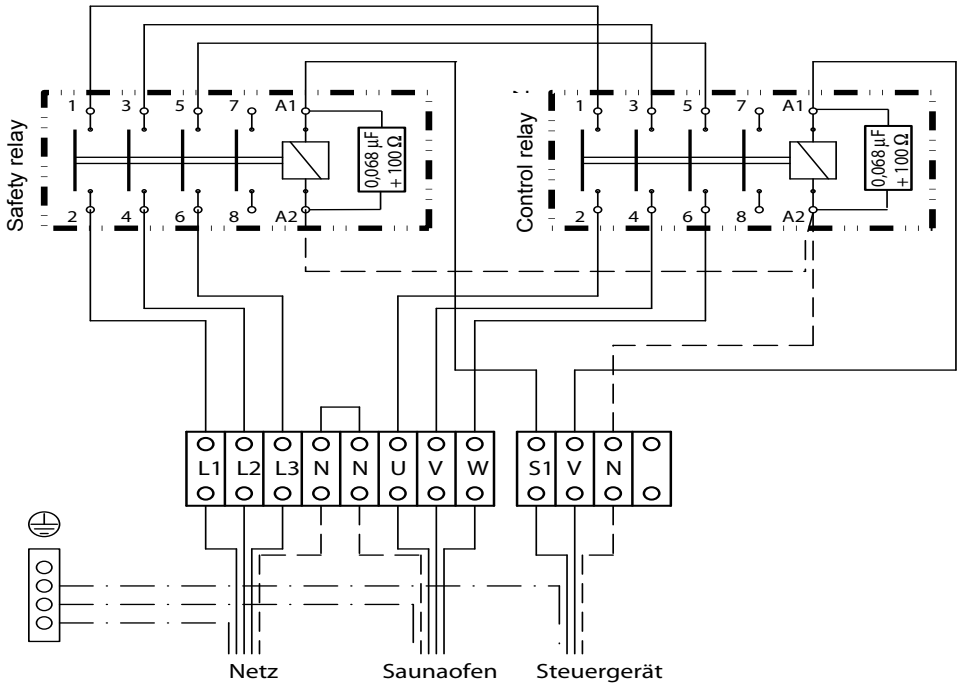 1 3 5 7 A1
Safety relay
0,068 µF
+ 100 Ω
2 4 6 8 A2
1 3 5 7 A1
Control relay
0,068 µF
+ 100 Ω
2 4 6 8 A2
L1 L2 L3 N N U V W
S1 V N
Netz
Saunaofen
Steuergerät